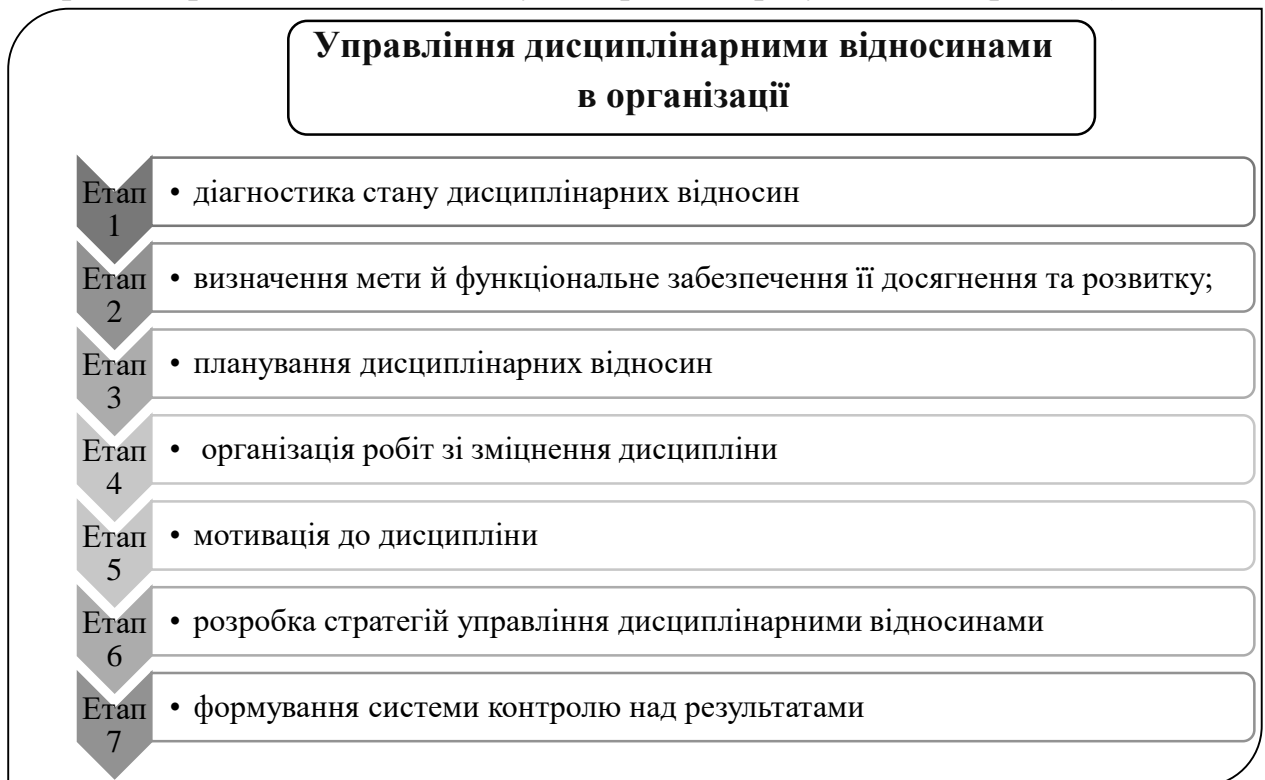 Управління дисциплінарними відносинами
в організації
Етап
1
• діагностика стану дисциплінарних відносин
Етап
2
• визначення мети й функціональне забезпечення її досягнення та розвитку;
Етап
3
• планування дисциплінарних відносин
Етап
4
• організація робіт зі зміцнення дисципліни
Етап
5
• мотивація до дисципліни
Етап
6
• розробка стратегій управління дисциплінарними відносинами
Етап
7
• формування системи контролю над результатами